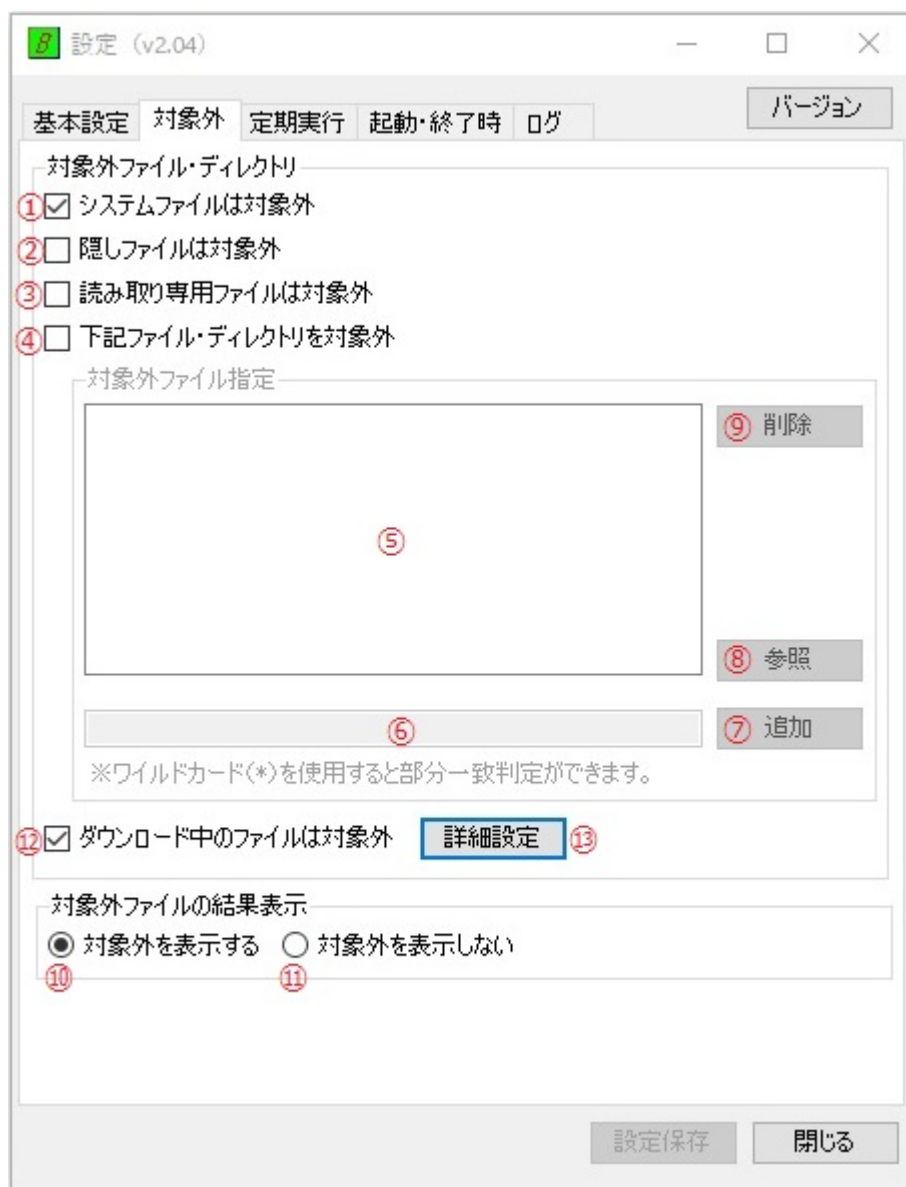 8 設定 (v2.04)
バージョン
基本設定 対象外 定期実行 起動・終了時 ログ
対象外ファイル・ディレクトリ
① システムファイルは対象外
② 隠しファイルは対象外
③ 読み取り専用ファイルは対象外
④ 下記ファイル・ディレクトリを対象外
対象外ファイル指定
⑨ 削除
⑤
⑧ 参照
⑥ ⑦ 追加
※ワイルドカード(*)を使用すると部分一致判定ができます。
⑫ ダウンロード中のファイルは対象外 詳細設定 ⑬
対象外ファイルの結果表示
対象外を表示する 対象外を表示しない
⑩ ⑪
設定保存 閉じる